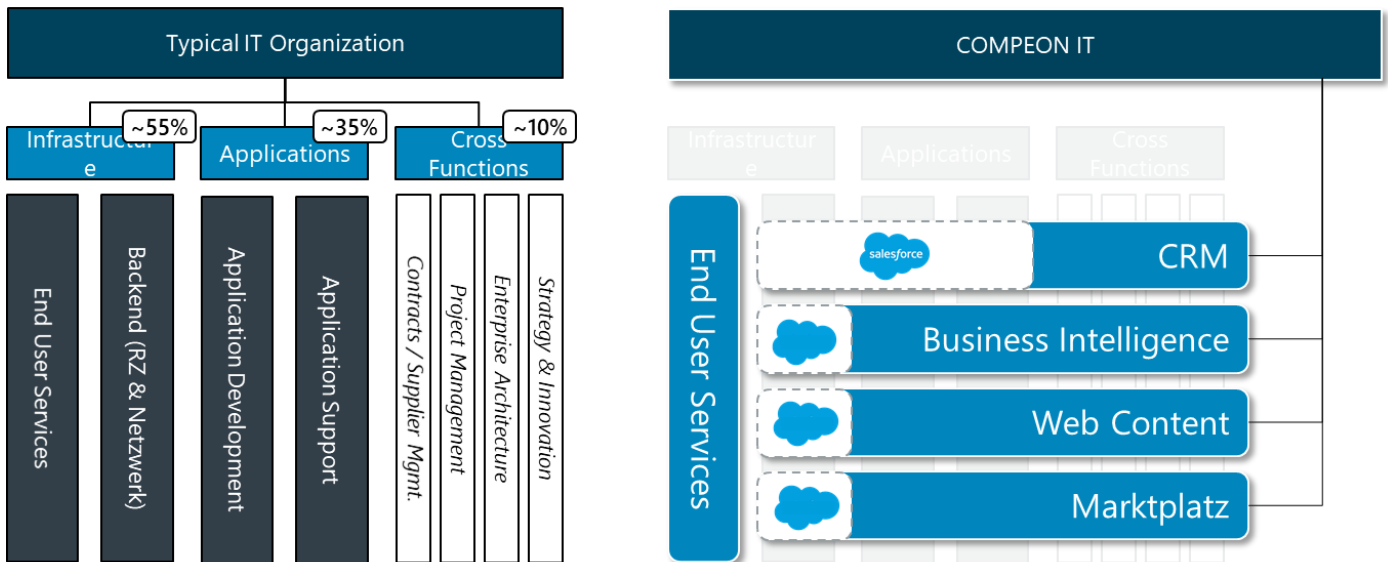 Typical IT Organization
~55%
~35%
~10%
Infrastructur
e
Applications
Cross
Functions
End User Services
Backend (RZ & Netzwerk)
Application Development
Application Support
Contracts / Supplier Mgmt.
Project Management
Enterprise Architecture
Strategy & Innovation
COMPEON IT
Infrastructur
e
Applications
Cross
Functions
End User Services
salesforce
CRM
Business Intelligence
Web Content
Marktplatz